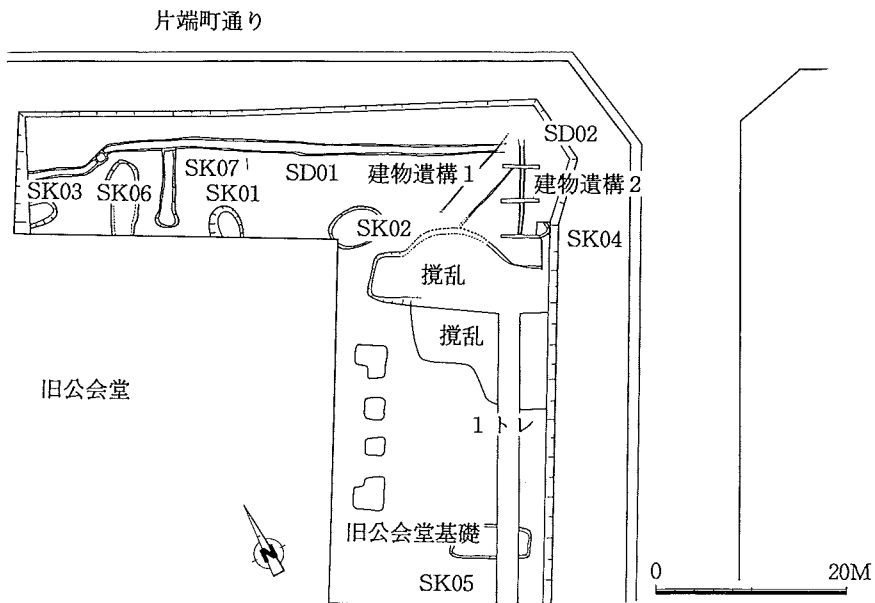 片端町通り
SD02
SK07
SK03
SK06
SK01
SD01
建物遺構1
建物遺構2
SK02
SK04
攪乱
攪乱
旧公会堂
1トレ
旧公会堂基礎
SK05
N
0
20M